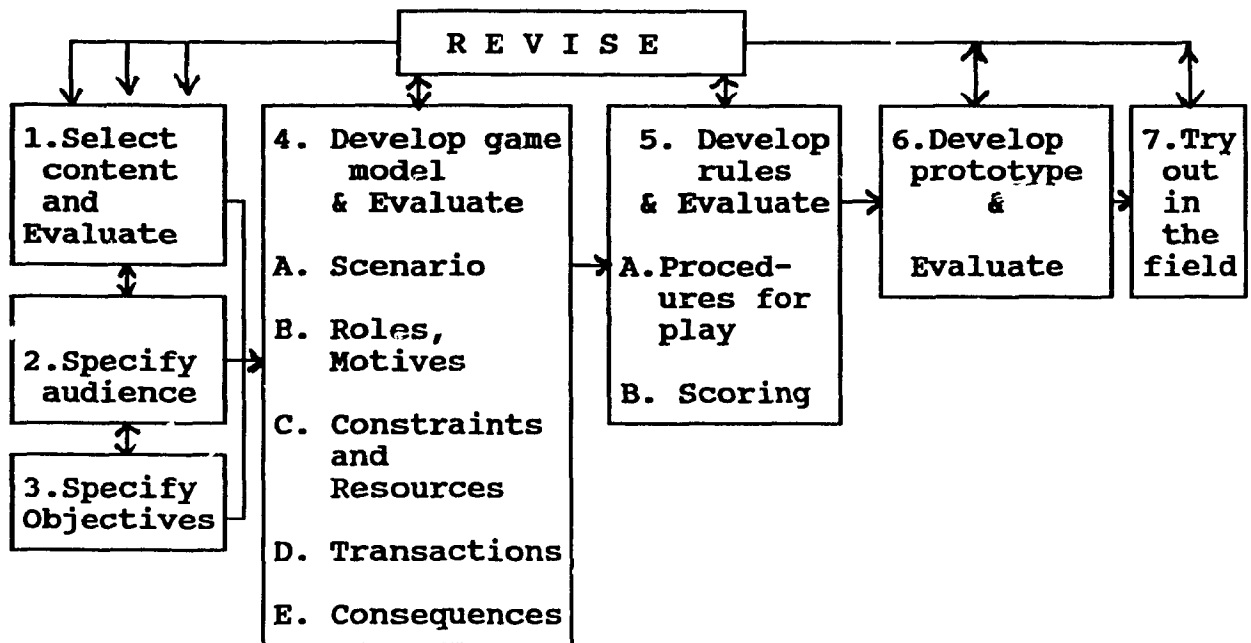 R E V I S E
1.Select
content
and
Evaluate
2.Specify
audience
3.Specify
Objectives
4. Develop game
model
& Evaluate
A. Scenario
B. Roles,
Motives
C. Constraints
and
Resources
D. Transactions
E. Consequences
5. Develop
rules
& Evaluate
A.Proced-
ures for
play
B. Scoring
6.Develop
prototype
&
Evaluate
7.Try
out
in
the
field